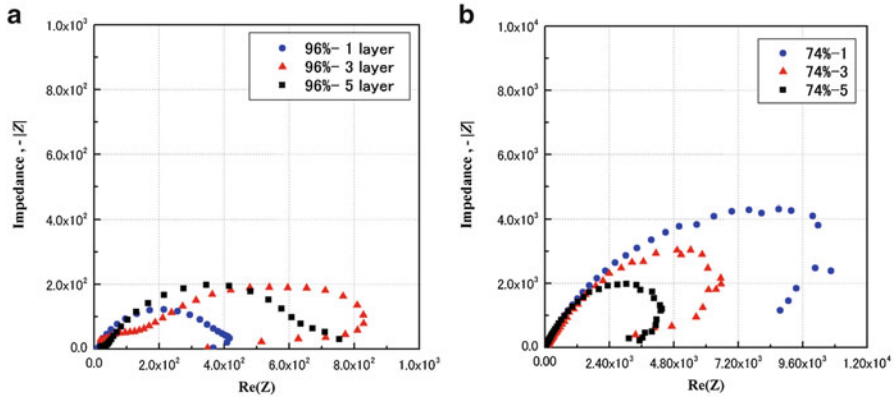 a
1.0x10³
8.0x10²
6.0x10²
4.0x10²
2.0x10²
0.0
Impedance , -|Z|
96%- 1 layer
96%- 3 layer
96%- 5 layer
0.0
2.0x10²
4.0x10²
6.0x10²
8.0x10²
1.0x10³
Re(Z)
b
1.0x10⁴
8.0x10³
6.0x10³
4.0x10³
2.0x10³
0.0
Impedance , -|Z|
74%-1
74%-3
74%-5
0.00
2.40x10³
4.80x10³
7.20x10³
9.60x10³
1.20x10⁴
Re(Z)